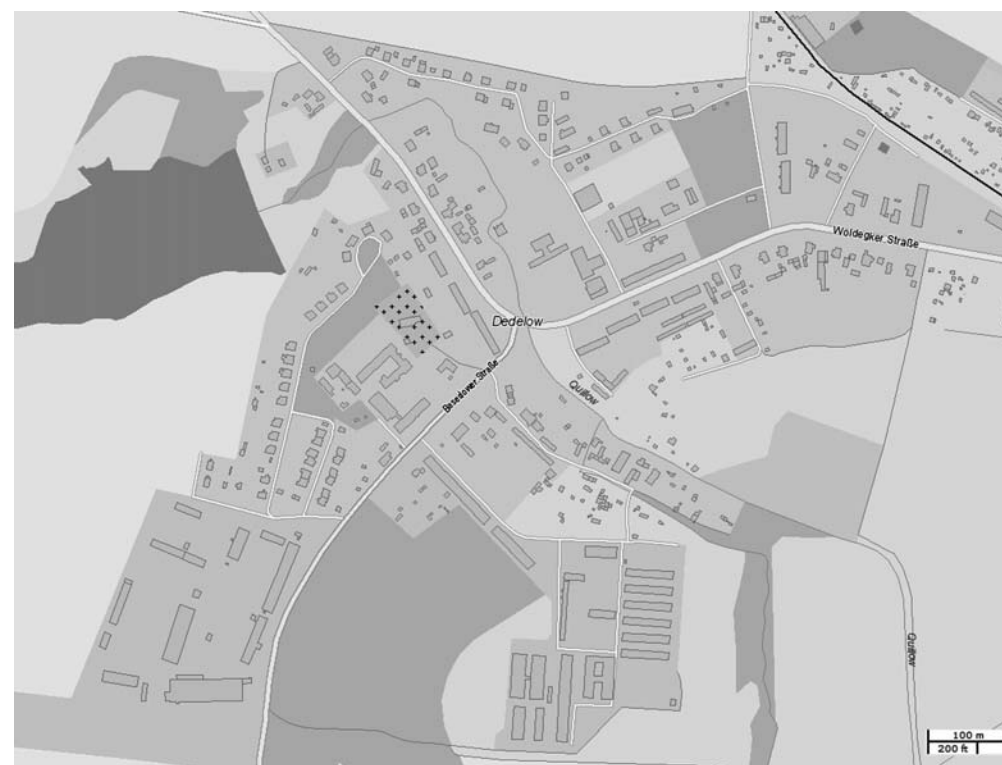 Woldegker Straße
Dedelow
Basedower Straße
Quillow
Quillow
100 m
200 ft